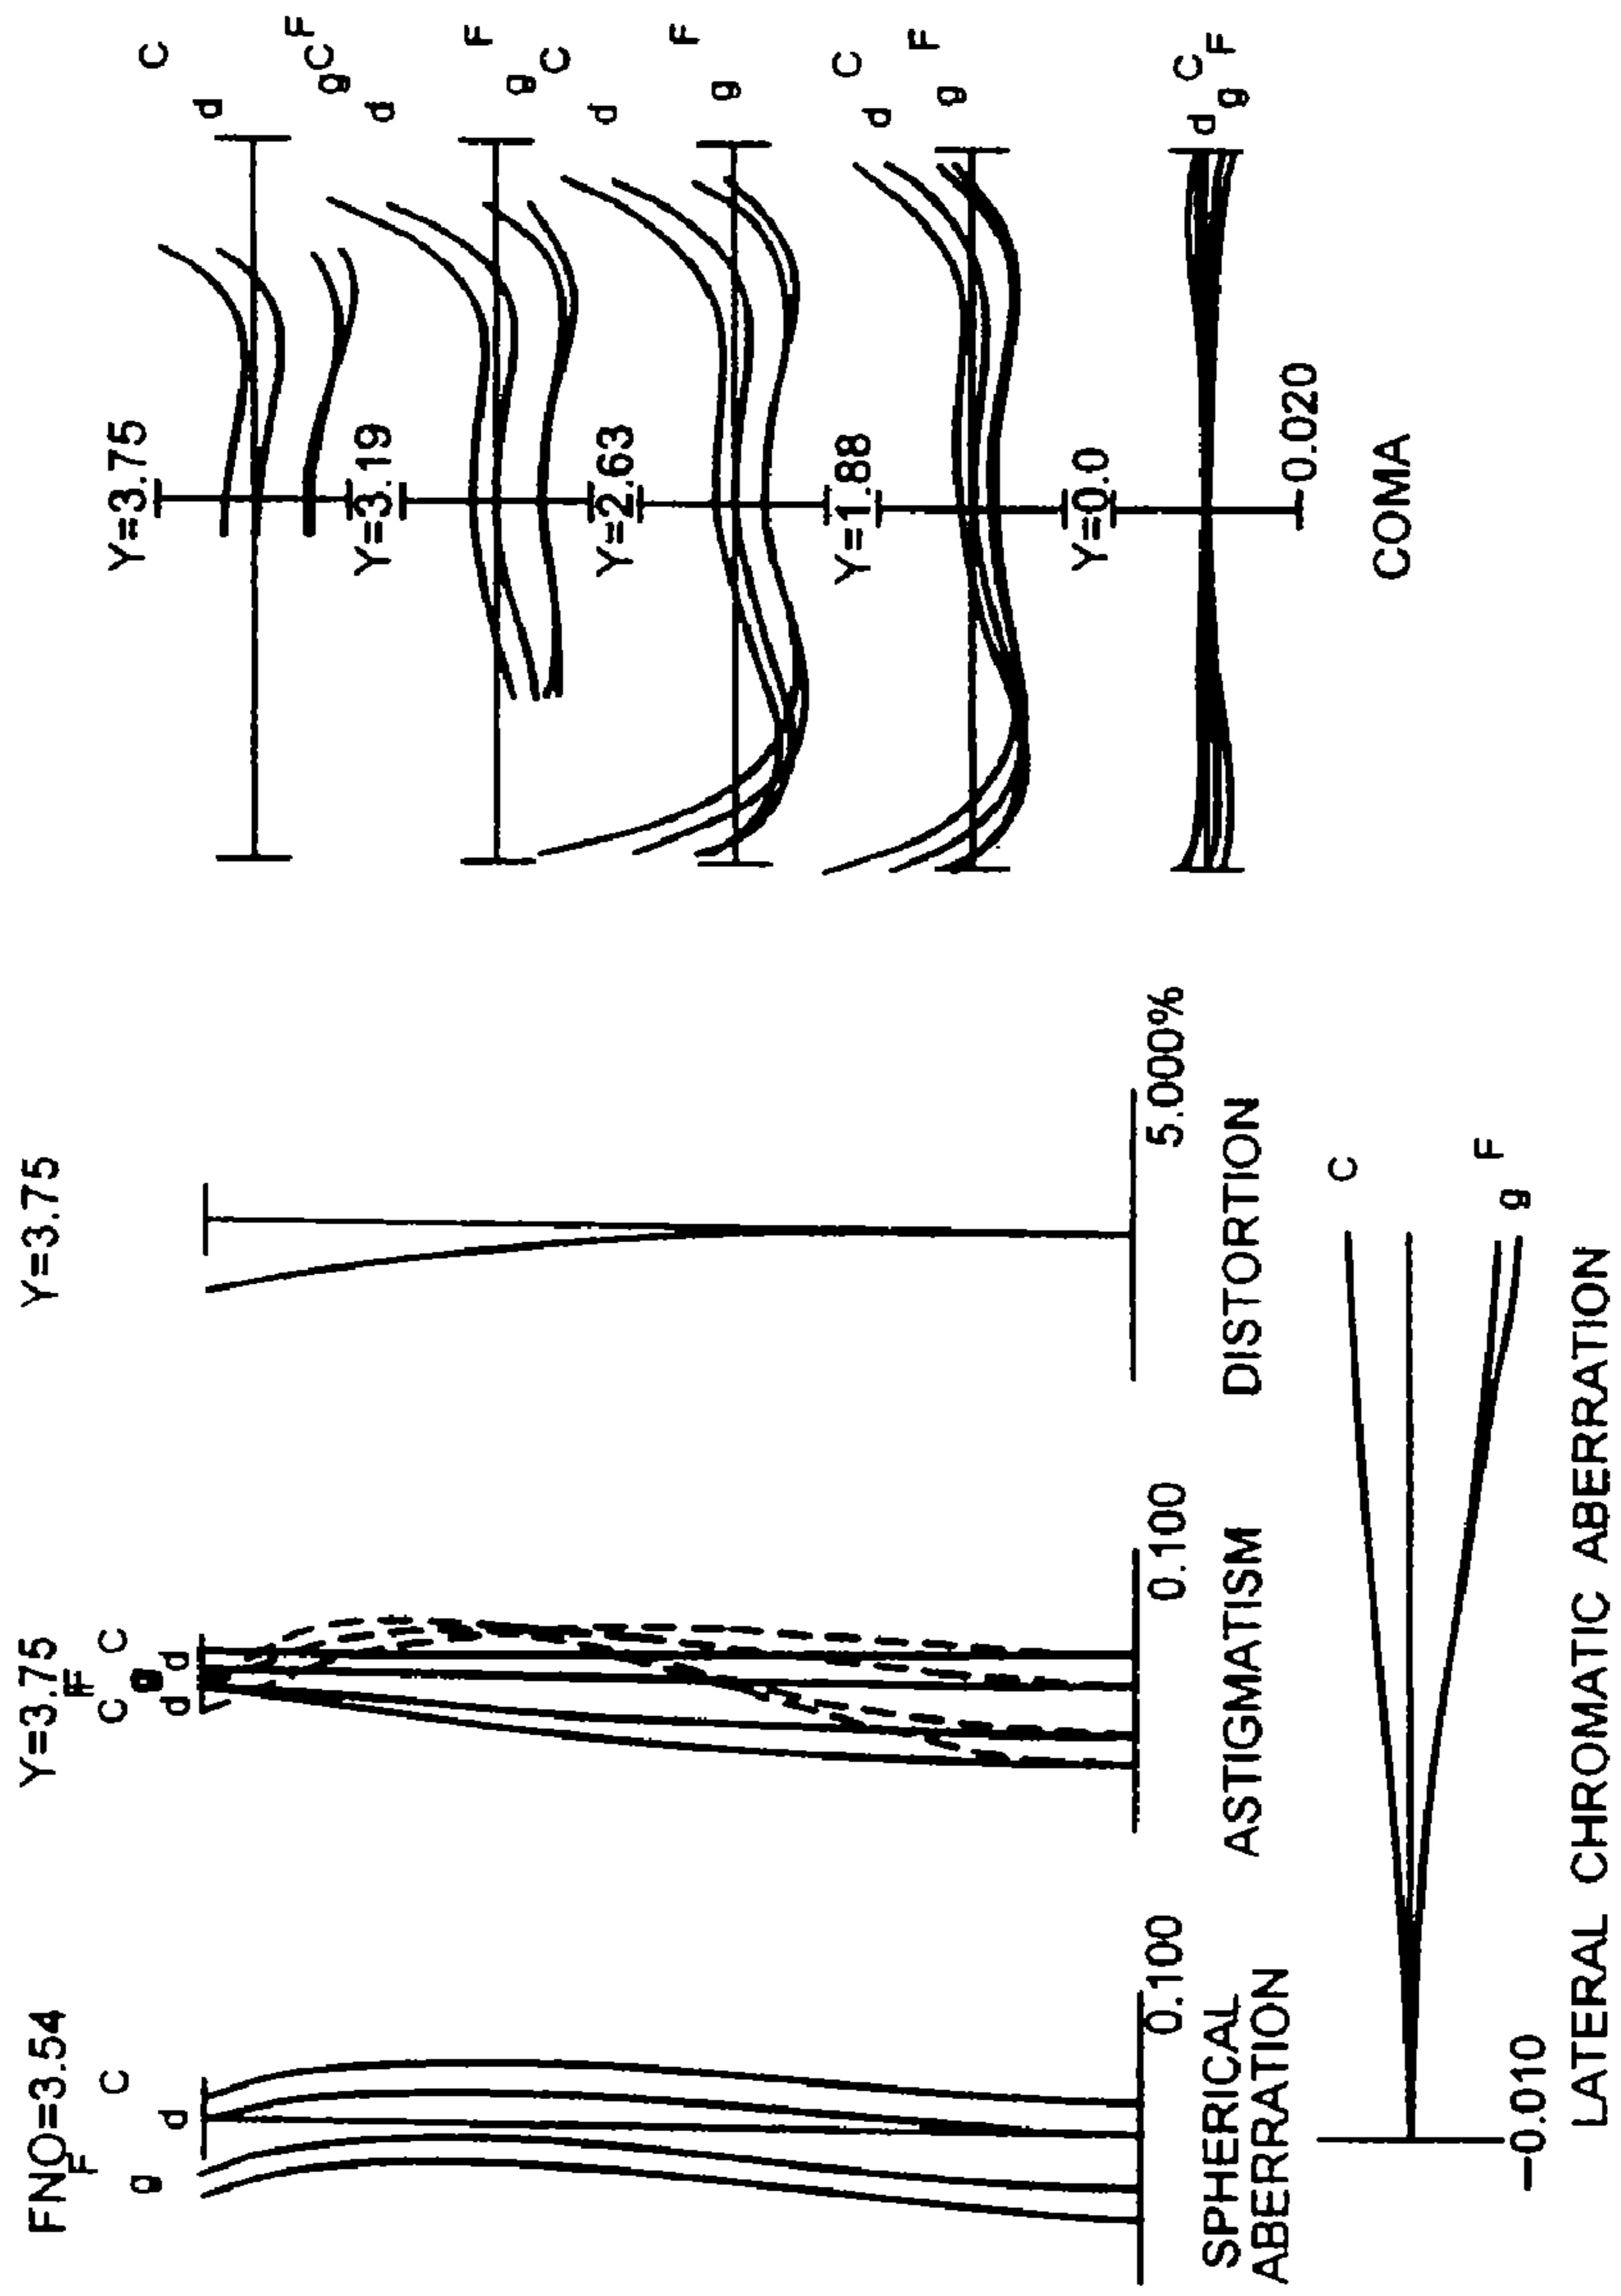 FNO=3.54
F
g
C
d
0.100
SPHERICAL
ABERRATION
Y=3.75
F
C
C
g
d
d
0.100
ASTIGMATISM
Y=3.75
5.000%
DISTORTION
Y=3.75
C
d
F
C
g
Y=3.19
d
F
g
C
Y=2.63
d
F
g
Y=1.88
C
d
F
g
Y=0.0
C
d
F
g
0.020
COMA
C
F
g
−0.010
LATERAL CHROMATIC ABERRATION